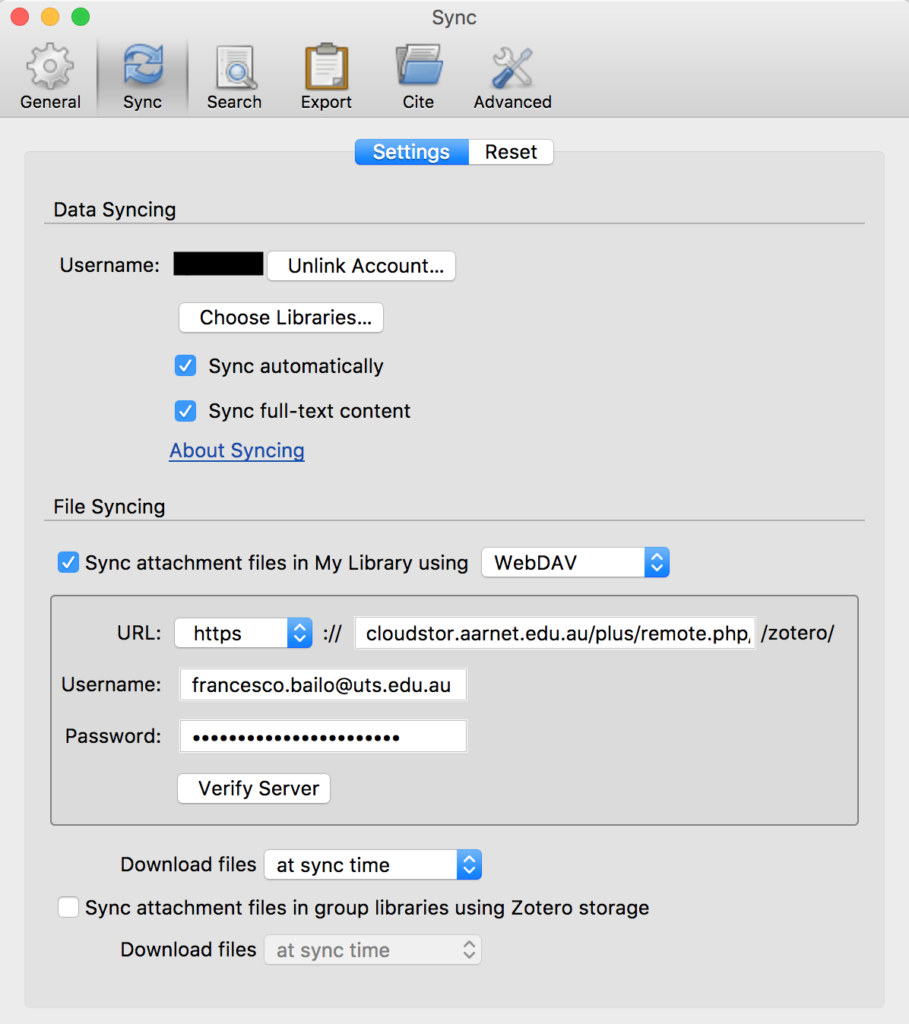 Sync
General Sync Search Export Cite Advanced
Settings Reset
Data Syncing
Username: Unlink Account...
Choose Libraries...
Sync automatically
Sync full-text content
About Syncing
File Syncing
Sync attachment files in My Library using WebDAV
URL: https :// cloudstor.aarnet.edu.au/plus/remote.php, /zotero/
Username: francesco.bailo@uts.edu.au
Password: •••••••••••••••••••••••
Verify Server
Download files at sync time
Sync attachment files in group libraries using Zotero storage
Download files at sync time